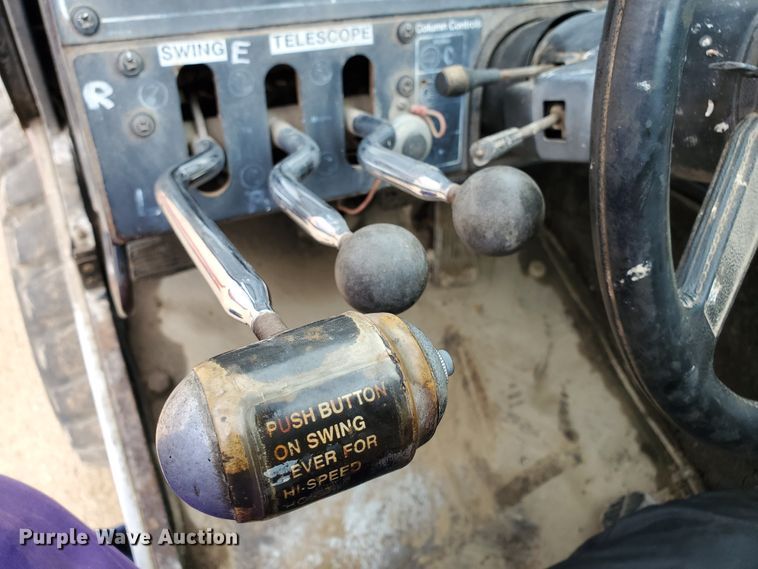 Column Controls
SWING
E
TELESCOPE
R
PUSH BUTTON
ON SWING
LEVER FOR
HI-SPEED
Purple Wave Auction